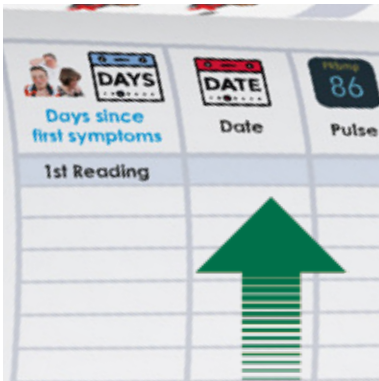 DAYS
DATE
86
Days since
first symptoms
Date
Pulse
1st Reading